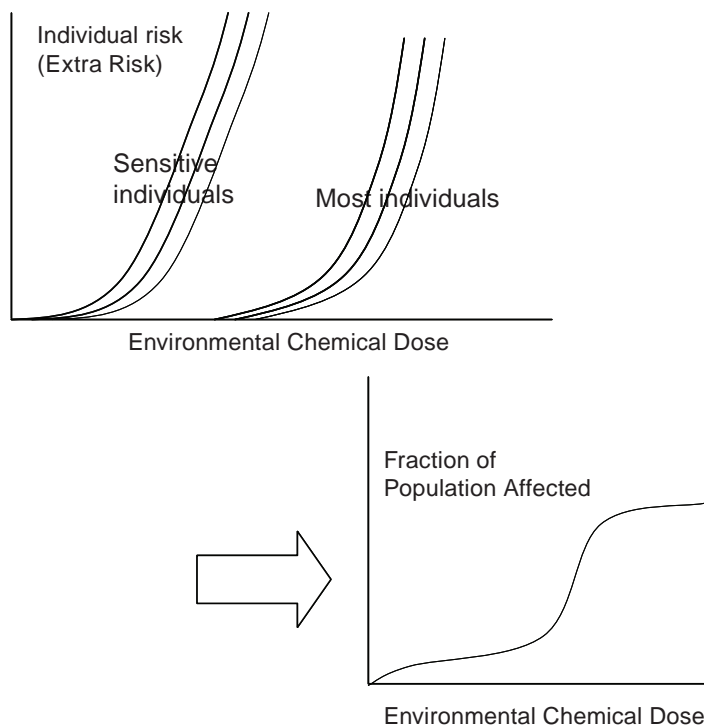 Individual risk
(Extra Risk)
Sensitive
individuals
Most individuals
Environmental Chemical Dose
Fraction of
Population Affected
Environmental Chemical Dose